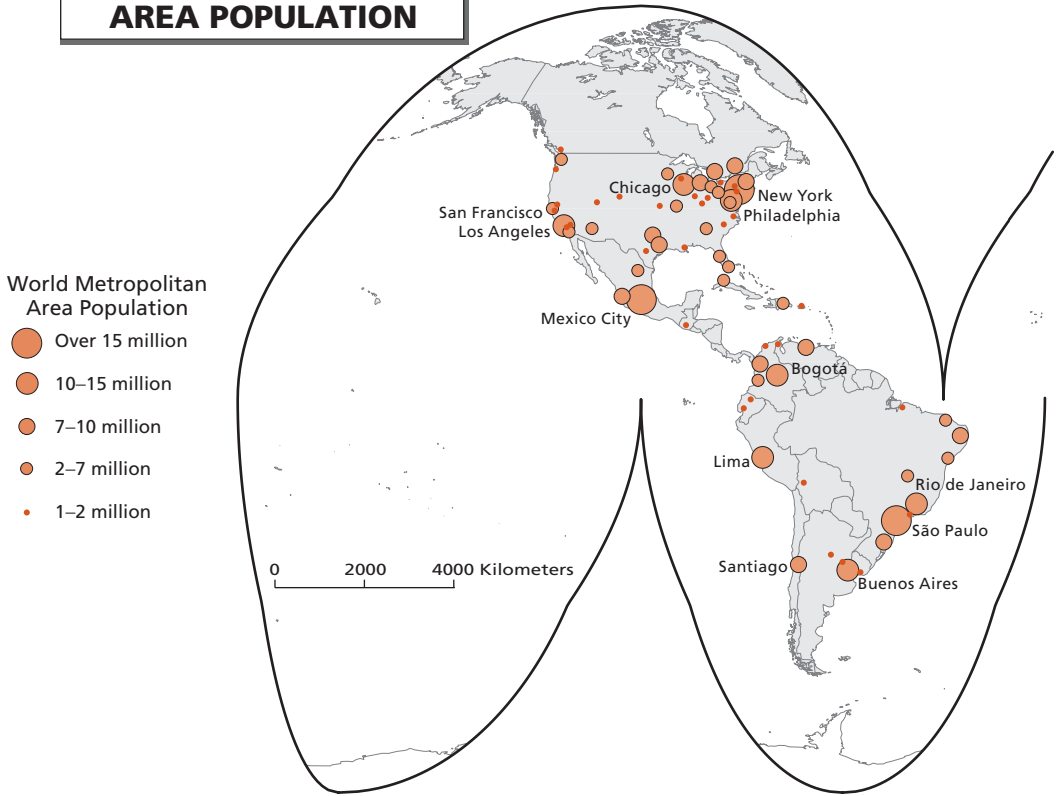 AREA POPULATION
Chicago
New York
Philadelphia
San Francisco
Los Angeles
World Metropolitan
Area Population
Over 15 million
10–15 million
7–10 million
2–7 million
1–2 million
Mexico City
Bogotá
Lima
Rio de Janeiro
São Paulo
Santiago
Buenos Aires
0 2000 4000 Kilometers